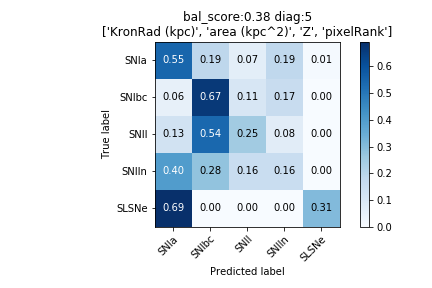 bal_score:0.38 diag:5
['KronRad (kpc)', 'area (kpc^2)', 'Z', 'pixelRank']
SNIa 0.55 0.19 0.07 0.19 0.01
SNIbc 0.06 0.67 0.11 0.17 0.00
SNII 0.13 0.54 0.25 0.08 0.00
SNIIn 0.40 0.28 0.16 0.16 0.00
SLSNe 0.69 0.00 0.00 0.00 0.31
True label
SNIa SNIbc SNII SNIIn SLSNe
Predicted label
0.6
0.5
0.4
0.3
0.2
0.1
0.0